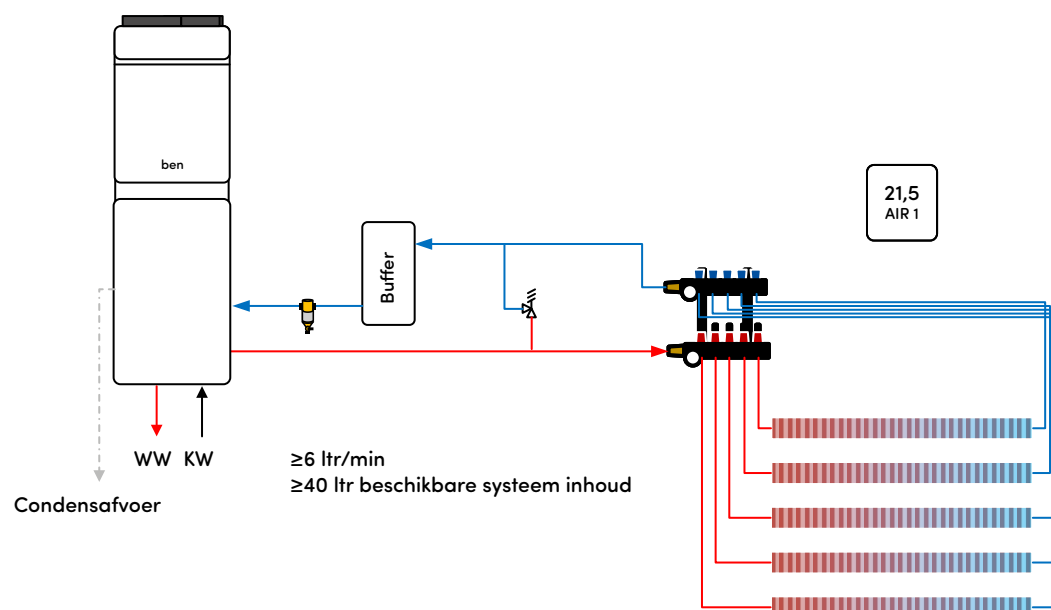 ben
Buffer
21,5
AIR 1
WW KW
≥6 ltr/min
≥40 ltr beschikbare systeem inhoud
Condensafvoer